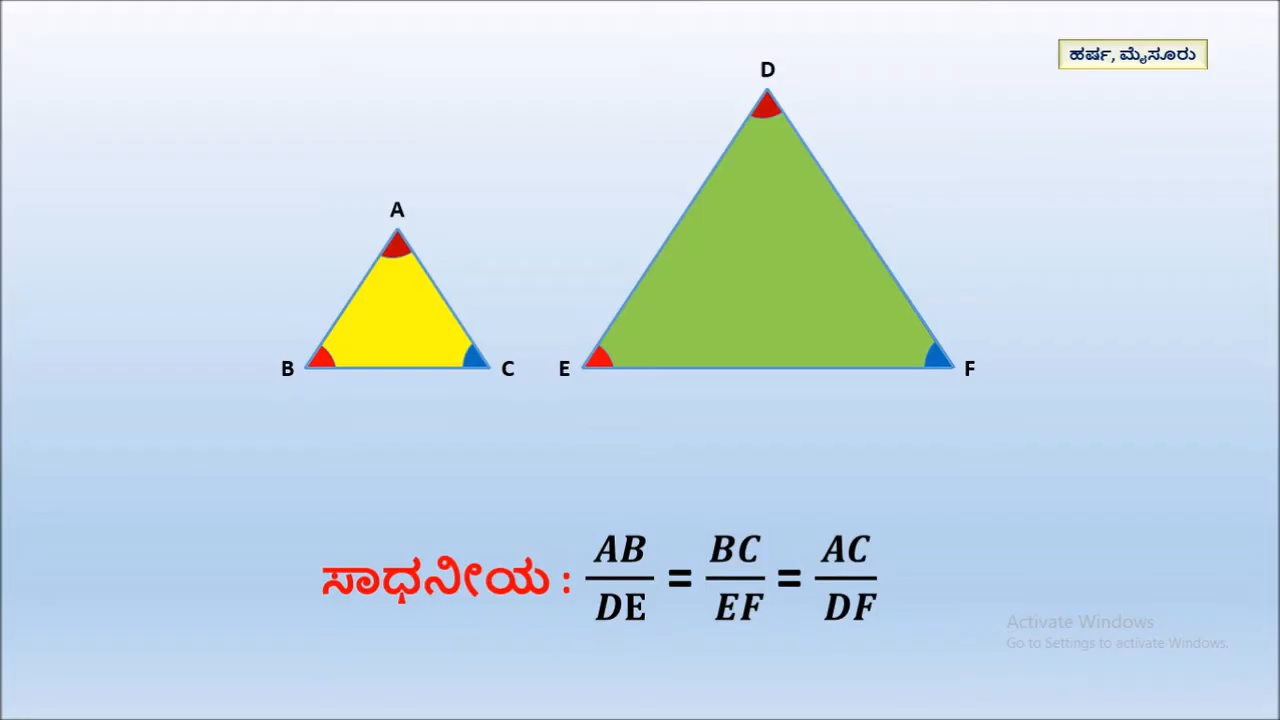 ಹರ್ಷ, ಮೈಸೂರು
D
A
B
C
E
F
ಸಾಧನೀಯ : AB/DE = BC/EF = AC/DF
Activate Windows
Go to Settings to activate Windows.